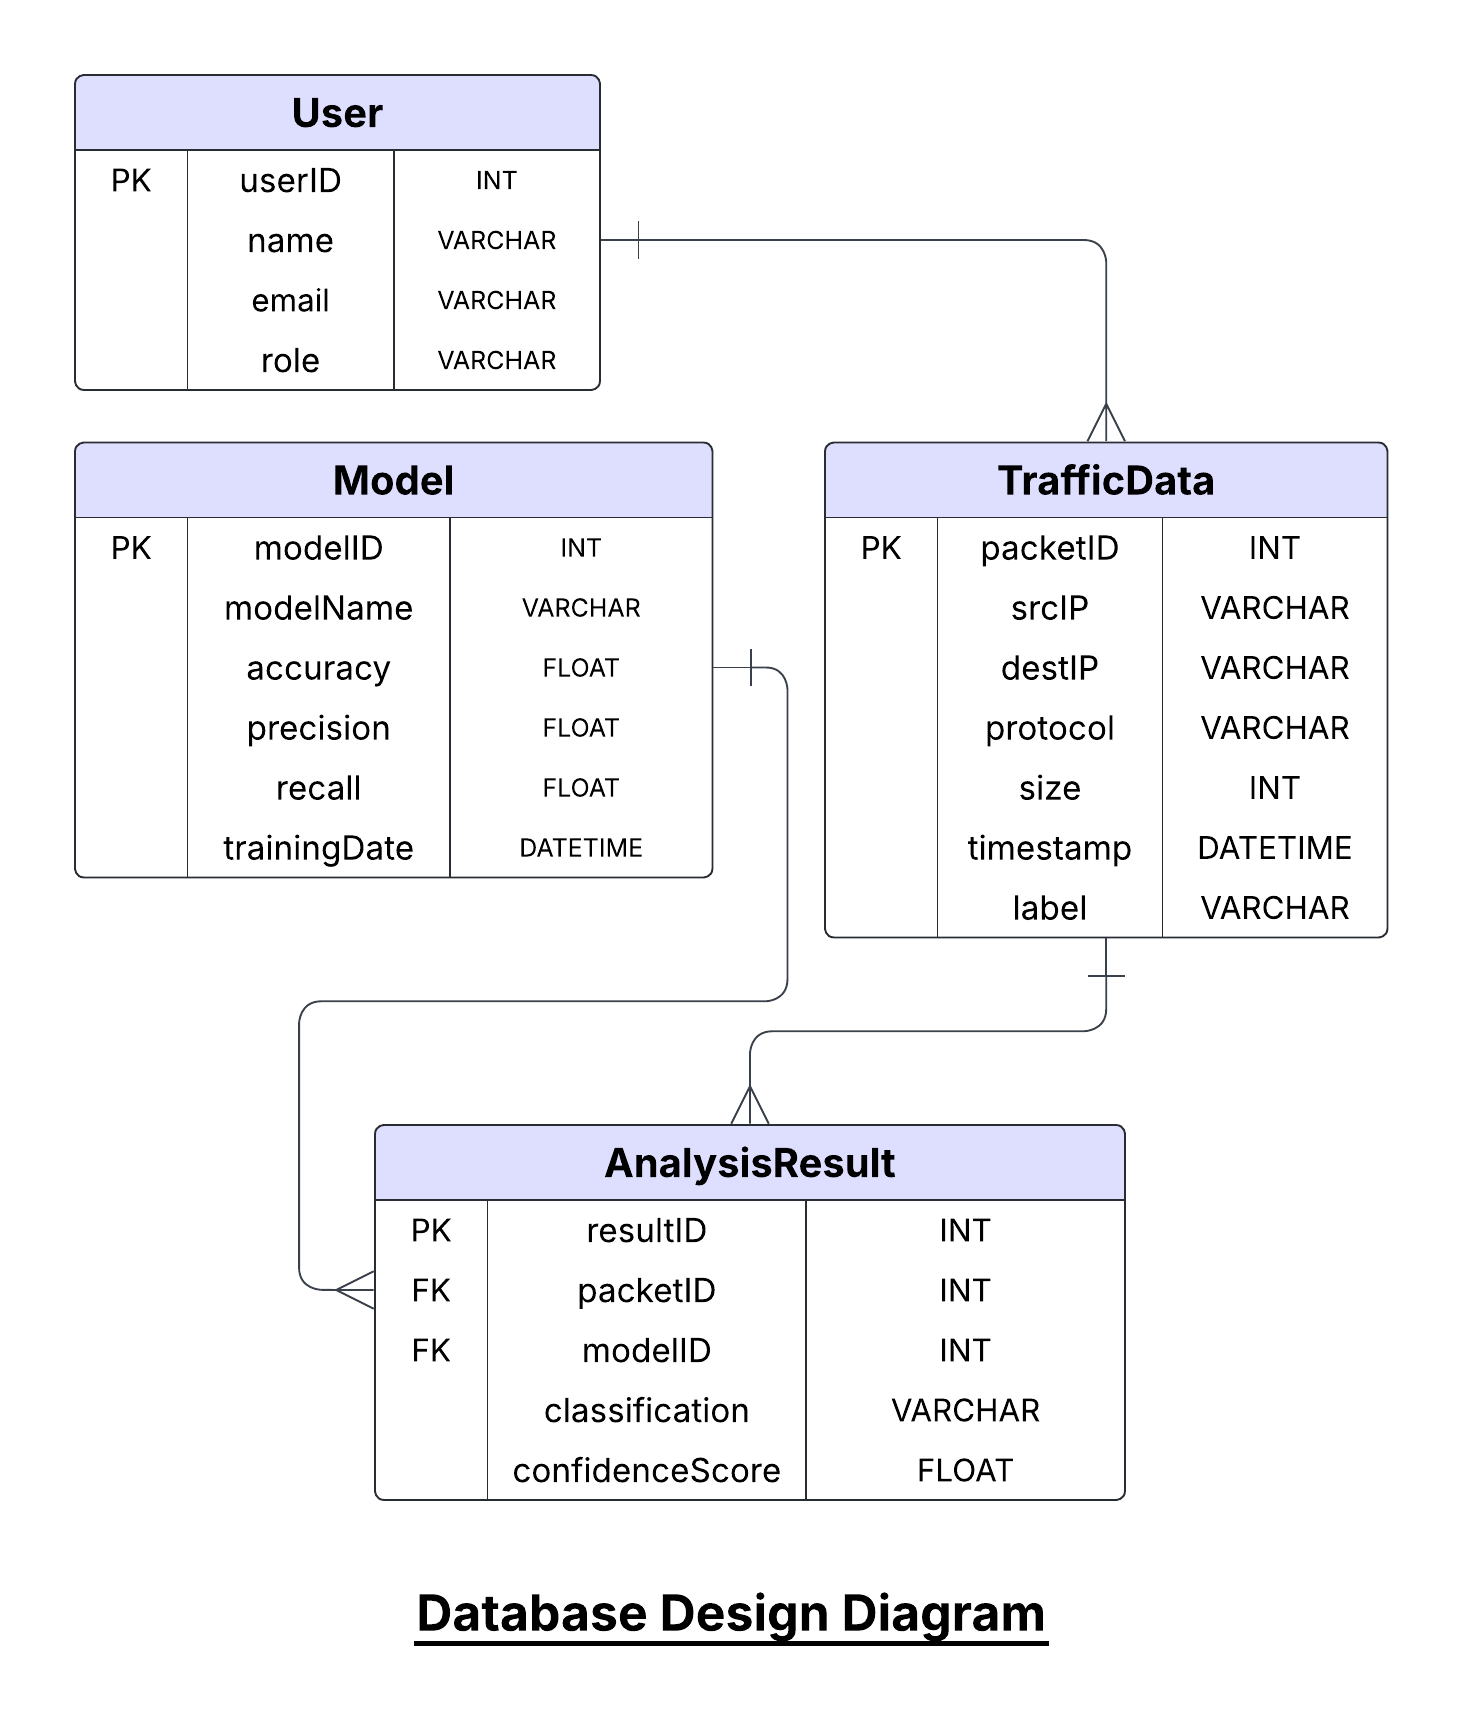 User
PK userID INT
name VARCHAR
email VARCHAR
role VARCHAR
Model
PK modelID INT
modelName VARCHAR
accuracy FLOAT
precision FLOAT
recall FLOAT
trainingDate DATETIME
TrafficData
PK packetID INT
srcIP VARCHAR
destIP VARCHAR
protocol VARCHAR
size INT
timestamp DATETIME
label VARCHAR
AnalysisResult
PK resultID INT
FK packetID INT
FK modelID INT
classification VARCHAR
confidenceScore FLOAT
Database Design Diagram